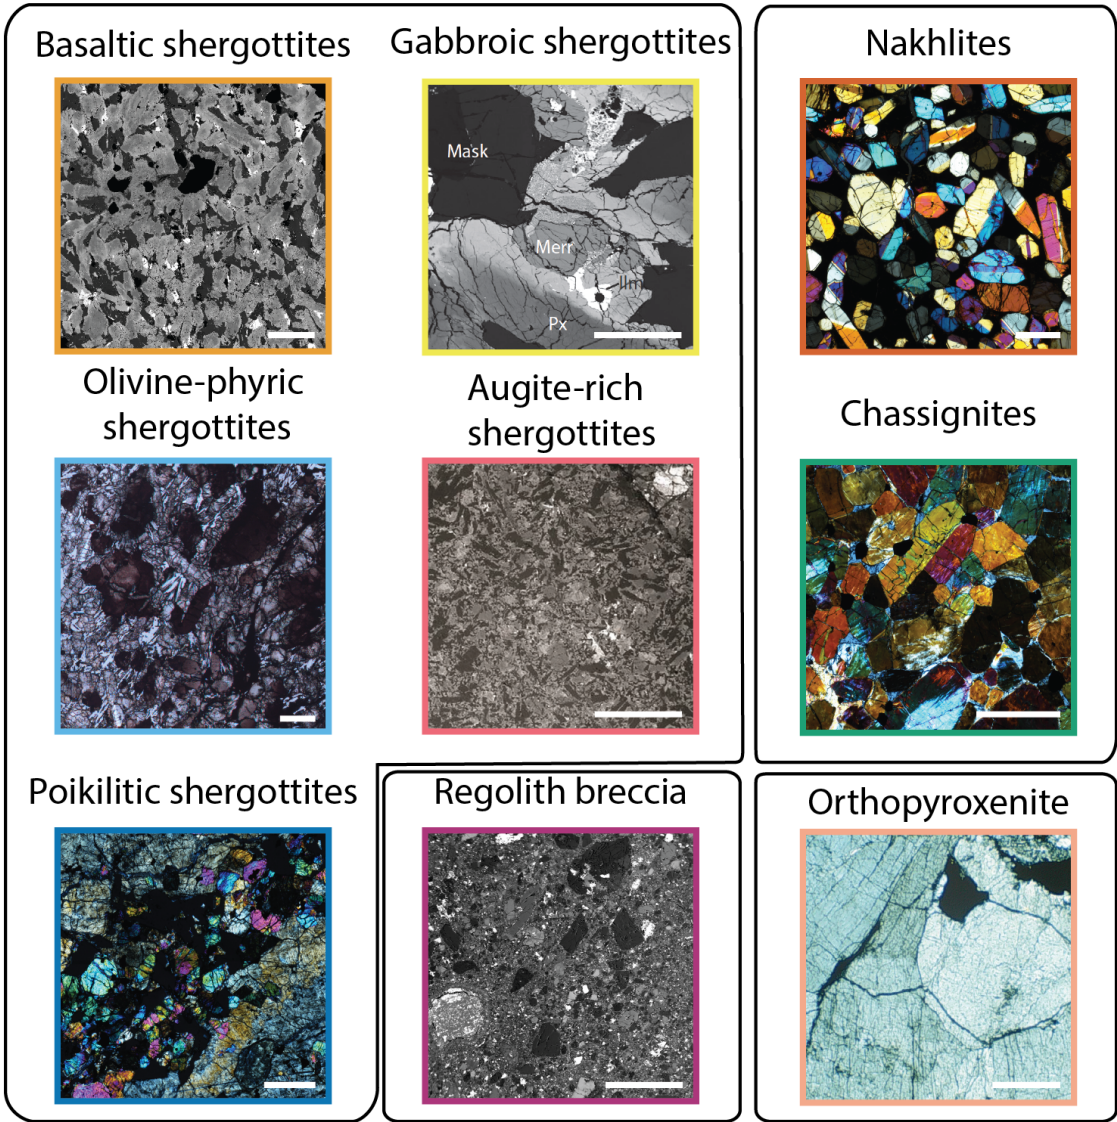 Basaltic shergottites
Gabbroic shergottites
Nakhlites
Mask
Merr
Ilm
Px
Olivine-phyric
shergottites
Augite-rich
shergottites
Chassignites
Poikilitic shergottites
Regolith breccia
Orthopyroxenite